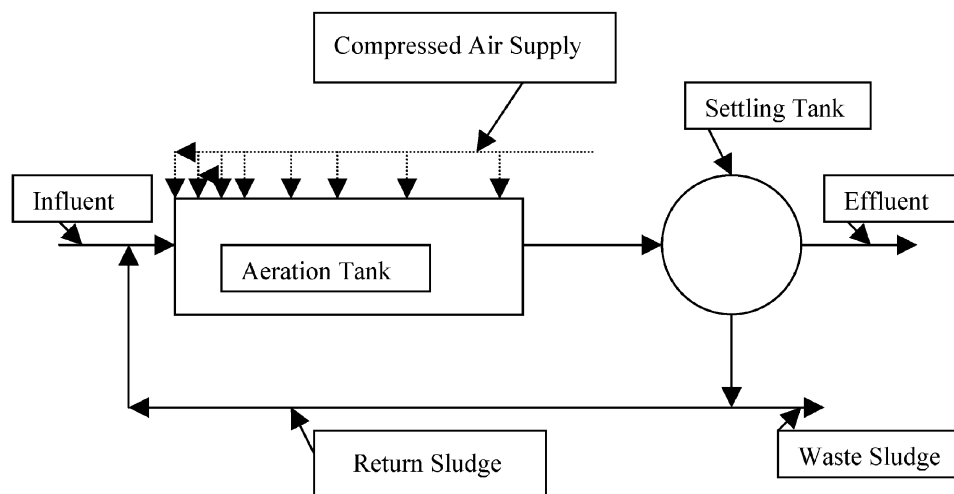 Compressed Air Supply
Settling Tank
Influent
Effluent
Aeration Tank
Return Sludge
Waste Sludge